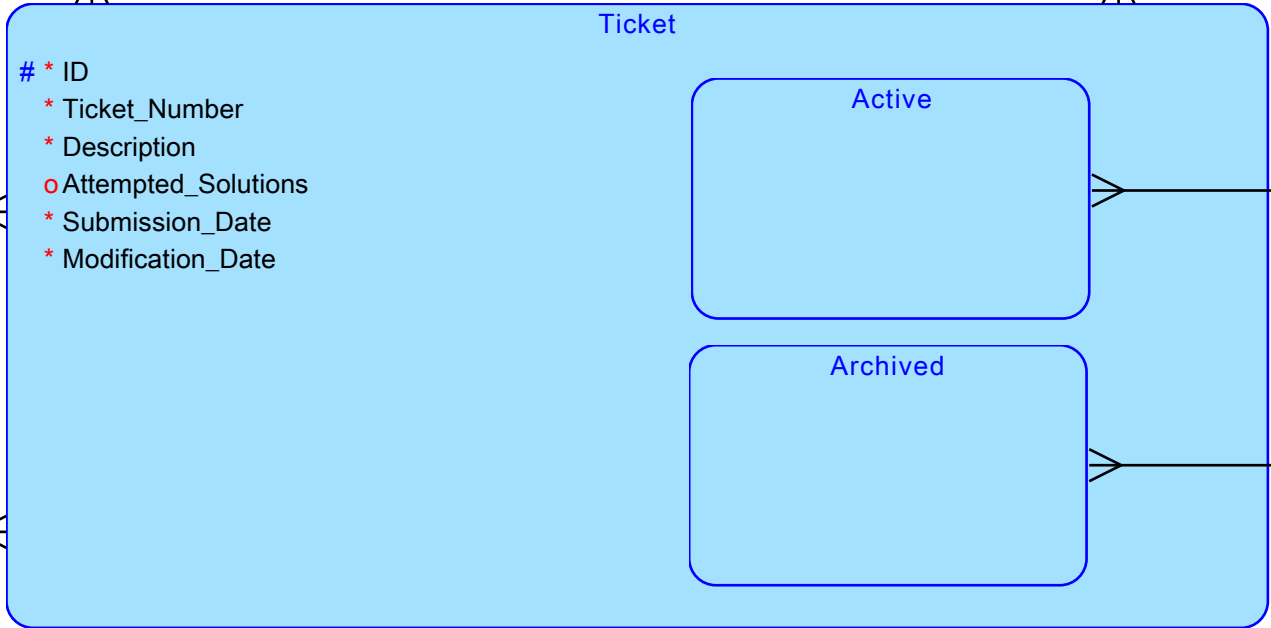 Ticket
# * ID
* Ticket_Number
* Description
o Attempted_Solutions
* Submission_Date
* Modification_Date
Active
Archived